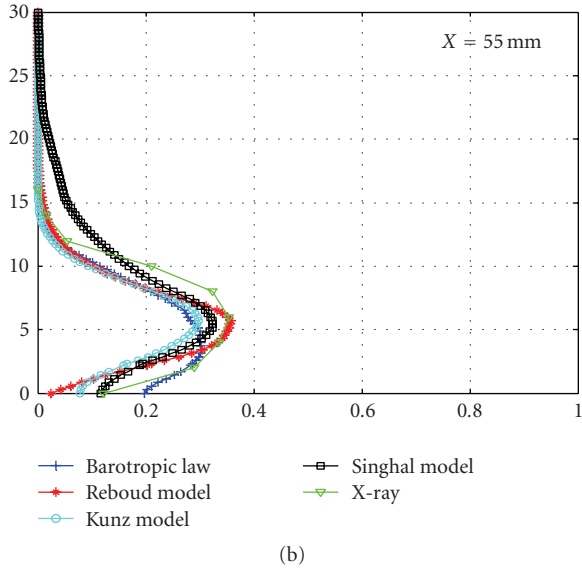 30
X = 55 mm
25
20
15
10
5
0
0 0.2 0.4 0.6 0.8 1
Barotropic law
Reboud model
Kunz model
Singhal model
X-ray
(b)